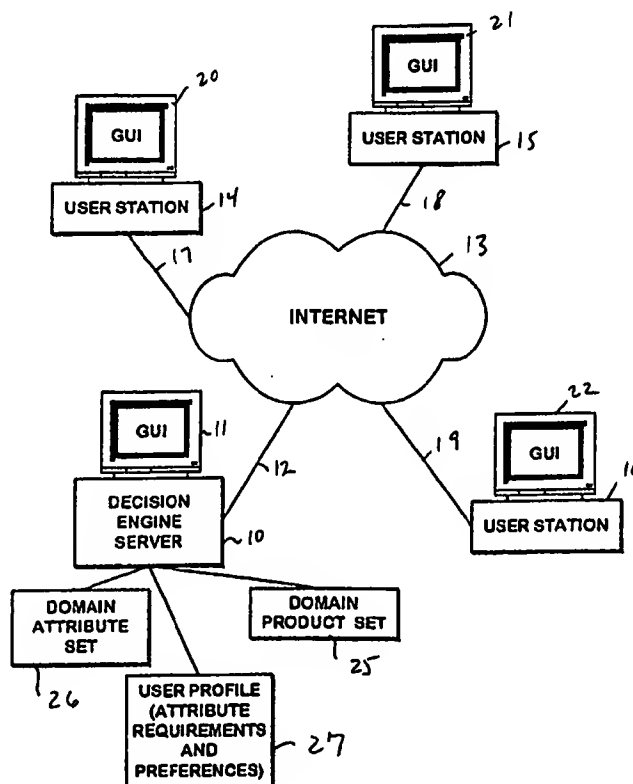 21
GUI
20
USER STATION
15
GUI
USER STATION
14
18
13
17
INTERNET
22
GUI
11
GUI
19
12
DECISION
ENGINE
SERVER
10
USER STATION
DOMAIN
ATTRIBUTE
SET
DOMAIN
PRODUCT SET
25
26
USER PROFILE
(ATTRIBUTE
REQUIREMENTS
AND
PREFERENCES)
27